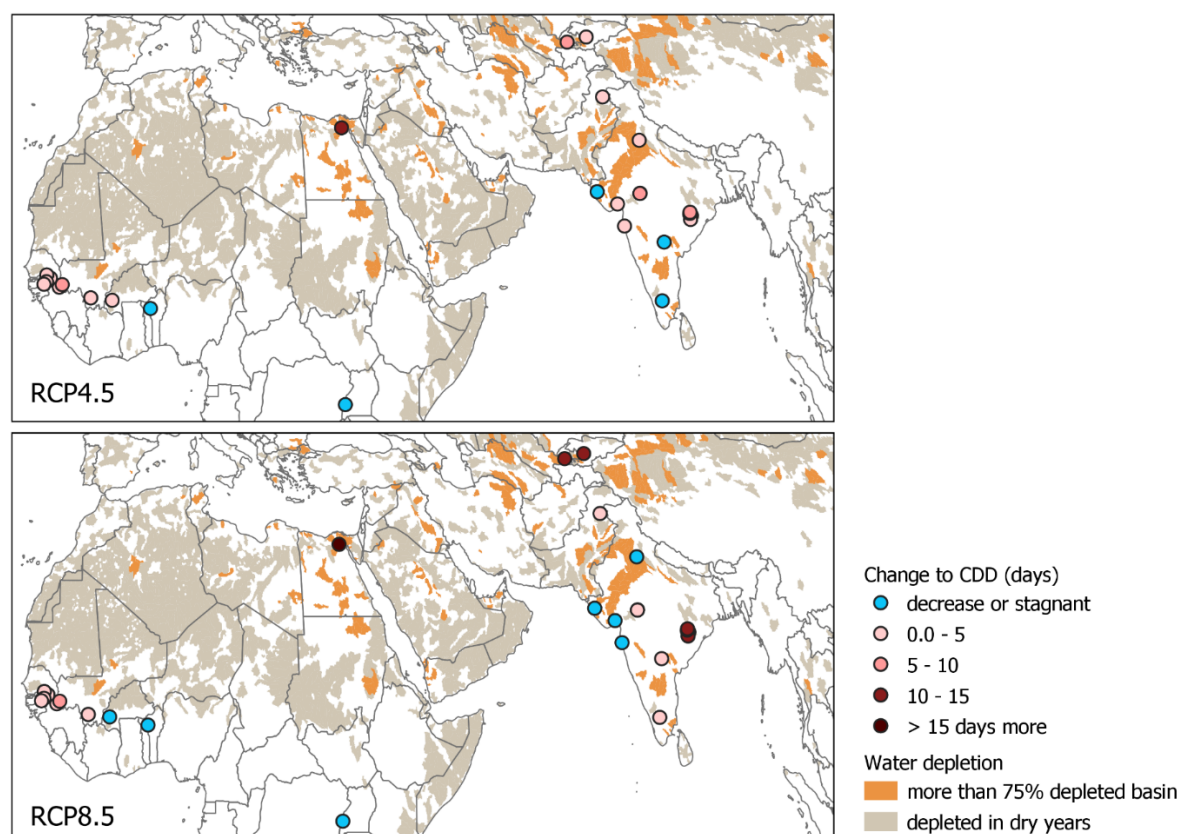 RCP4.5
RCP8.5
Change to CDD (days)
decrease or stagnant
0.0 - 5
5 - 10
10 - 15
> 15 days more
Water depletion
more than 75% depleted basin
depleted in dry years